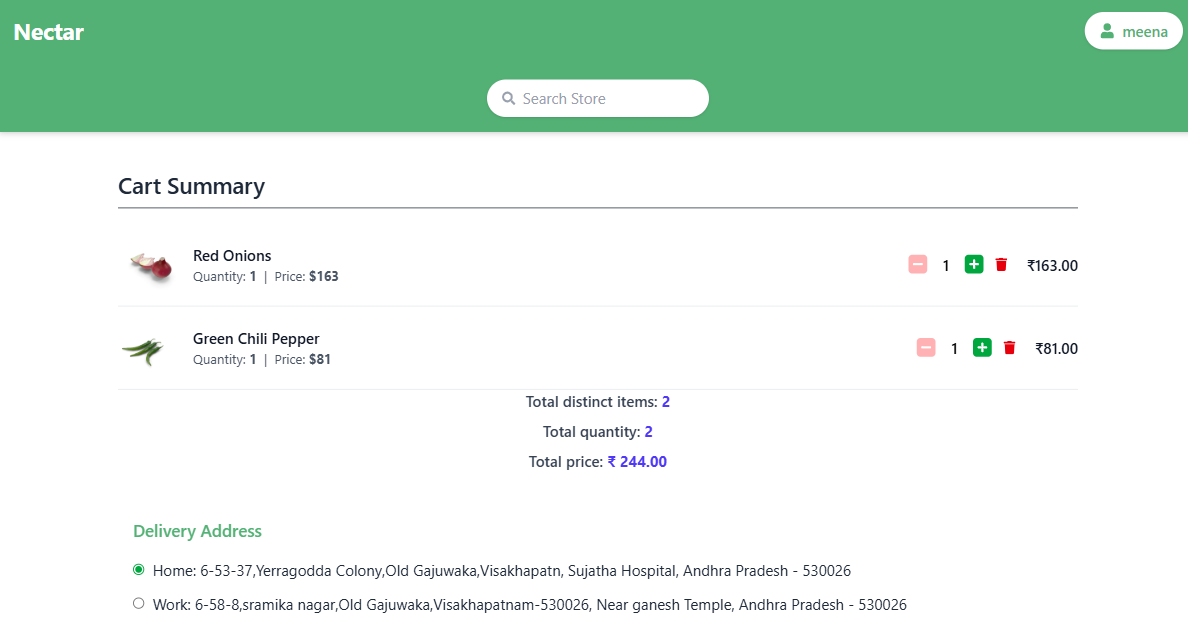 Nectar
meena
Search Store
Cart Summary
Red Onions
Quantity: 1 | Price: $163
1
₹163.00
Green Chili Pepper
Quantity: 1 | Price: $81
1
₹81.00
Total distinct items: 2
Total quantity: 2
Total price: ₹ 244.00
Delivery Address
Home: 6-53-37,Yerragodda Colony,Old Gajuwaka,Visakhapatn, Sujatha Hospital, Andhra Pradesh - 530026
Work: 6-58-8,sramika nagar,Old Gajuwaka,Visakhapatnam-530026, Near ganesh Temple, Andhra Pradesh - 530026